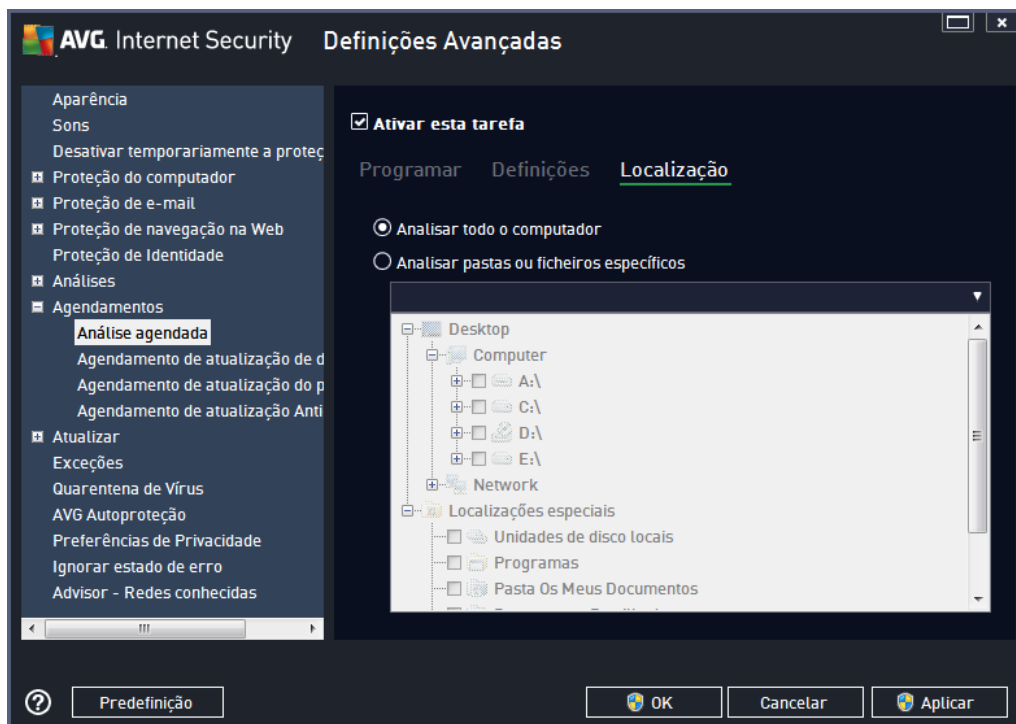 AVG. Internet Security Definições Avançadas
Aparência
Sons
Desativar temporariamente a proteç
Proteção do computador
Proteção de e-mail
Proteção de navegação na Web
Proteção de Identidade
Análises
Agendamentos
Análise agendada
Agendamento de atualização de d
Agendamento de atualização do p
Agendamento de atualização Anti
Atualizar
Exceções
Quarentena de Vírus
AVG Autoproteção
Preferências de Privacidade
Ignorar estado de erro
Advisor - Redes conhecidas
Ativar esta tarefa
Programar Definições Localização
Analisar todo o computador
Analisar pastas ou ficheiros específicos
Desktop
Computer
A:\
C:\
D:\
E:\
Network
Localizações especiais
Unidades de disco locais
Programas
Pasta Os Meus Documentos
Predefinição
OK
Cancelar
Aplicar